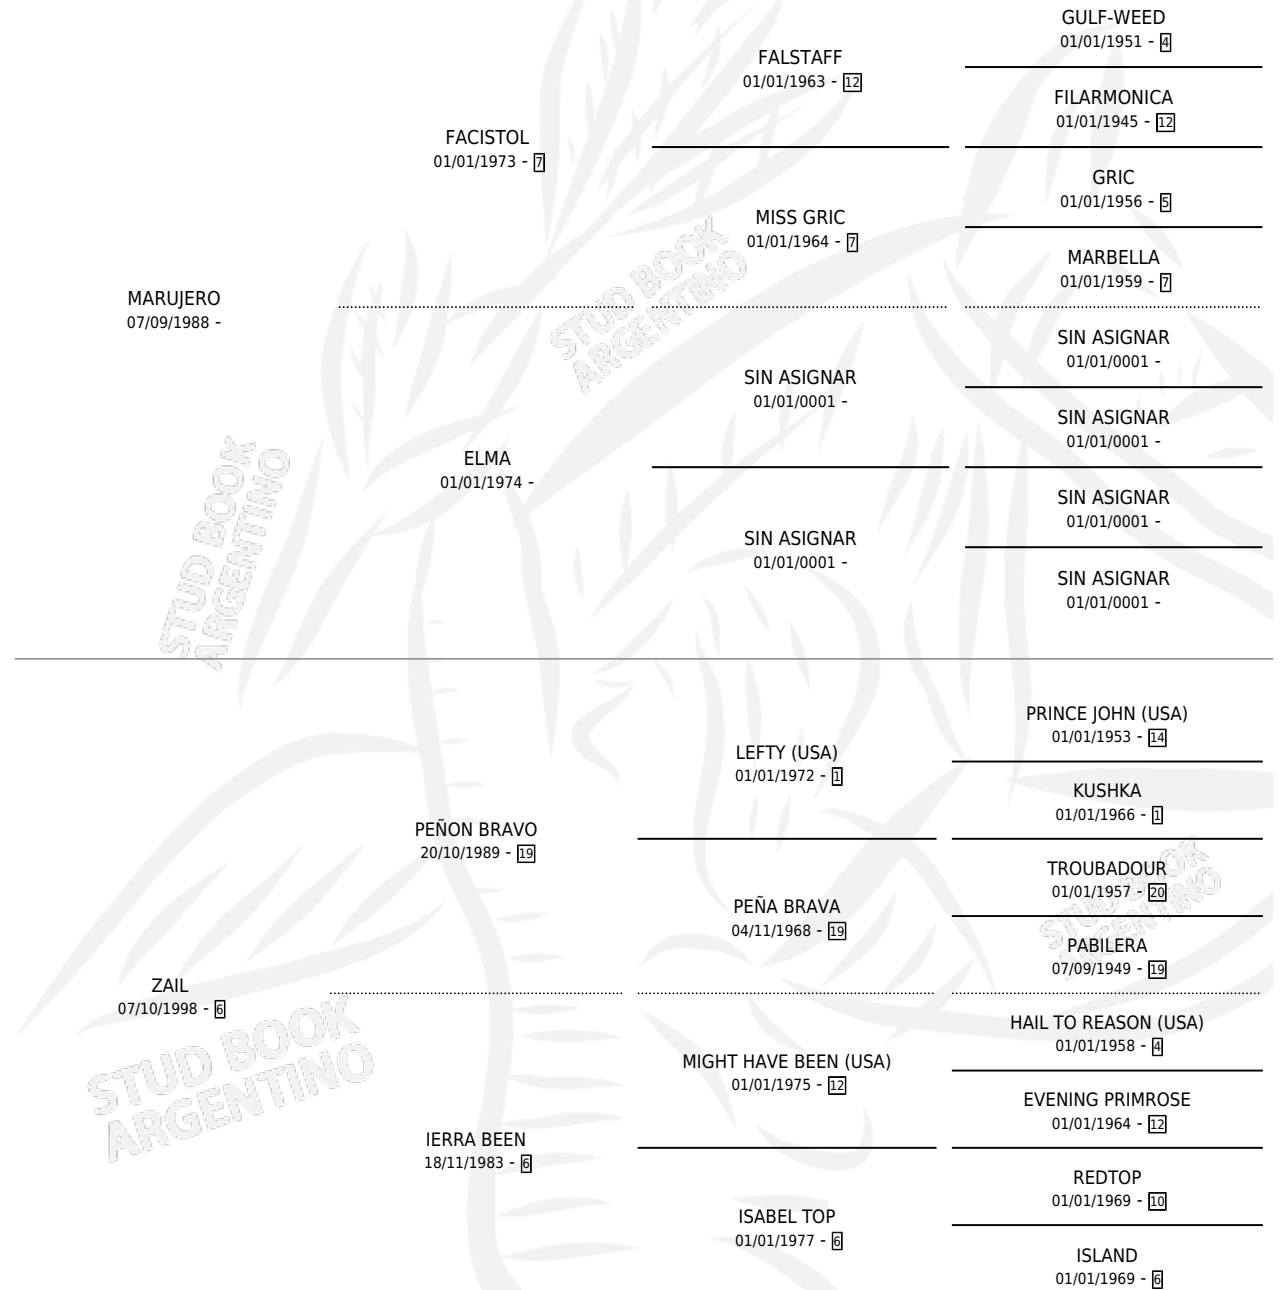 GULF-WEED
01/01/1951 - 4
FALSTAFF
01/01/1963 - 12
FILARMONICA
01/01/1945 - 12
FACISTOL
01/01/1973 - 7
GRIC
01/01/1956 - 5
MISS GRIC
01/01/1964 - 7
MARBELLA
01/01/1959 - 7
MARUJERO
07/09/1988 -
SIN ASIGNAR
01/01/0001 -
SIN ASIGNAR
01/01/0001 -
SIN ASIGNAR
01/01/0001 -
ELMA
01/01/1974 -
SIN ASIGNAR
01/01/0001 -
SIN ASIGNAR
01/01/0001 -
SIN ASIGNAR
01/01/0001 -
STUD BOOK
ARGENTINO
STUD BOOK
ARGENTINO
PRINCE JOHN (USA)
01/01/1953 - 14
LEFTY (USA)
01/01/1972 - 1
KUSHKA
01/01/1966 - 1
PEÑON BRAVO
20/10/1989 - 19
TROUBADOUR
01/01/1957 - 20
PEÑA BRAVA
04/11/1968 - 19
PABILERA
07/09/1949 - 19
STUD BOOK
ARGENTINO
ZAIL
07/10/1998 - 6
HAIL TO REASON (USA)
01/01/1958 - 4
MIGHT HAVE BEEN (USA)
01/01/1975 - 12
EVENING PRIMROSE
01/01/1964 - 12
STUD BOOK
ARGENTINO
IERRA BEEN
18/11/1983 - 6
REDTOP
01/01/1969 - 10
ISABEL TOP
01/01/1977 - 6
ISLAND
01/01/1969 - 6